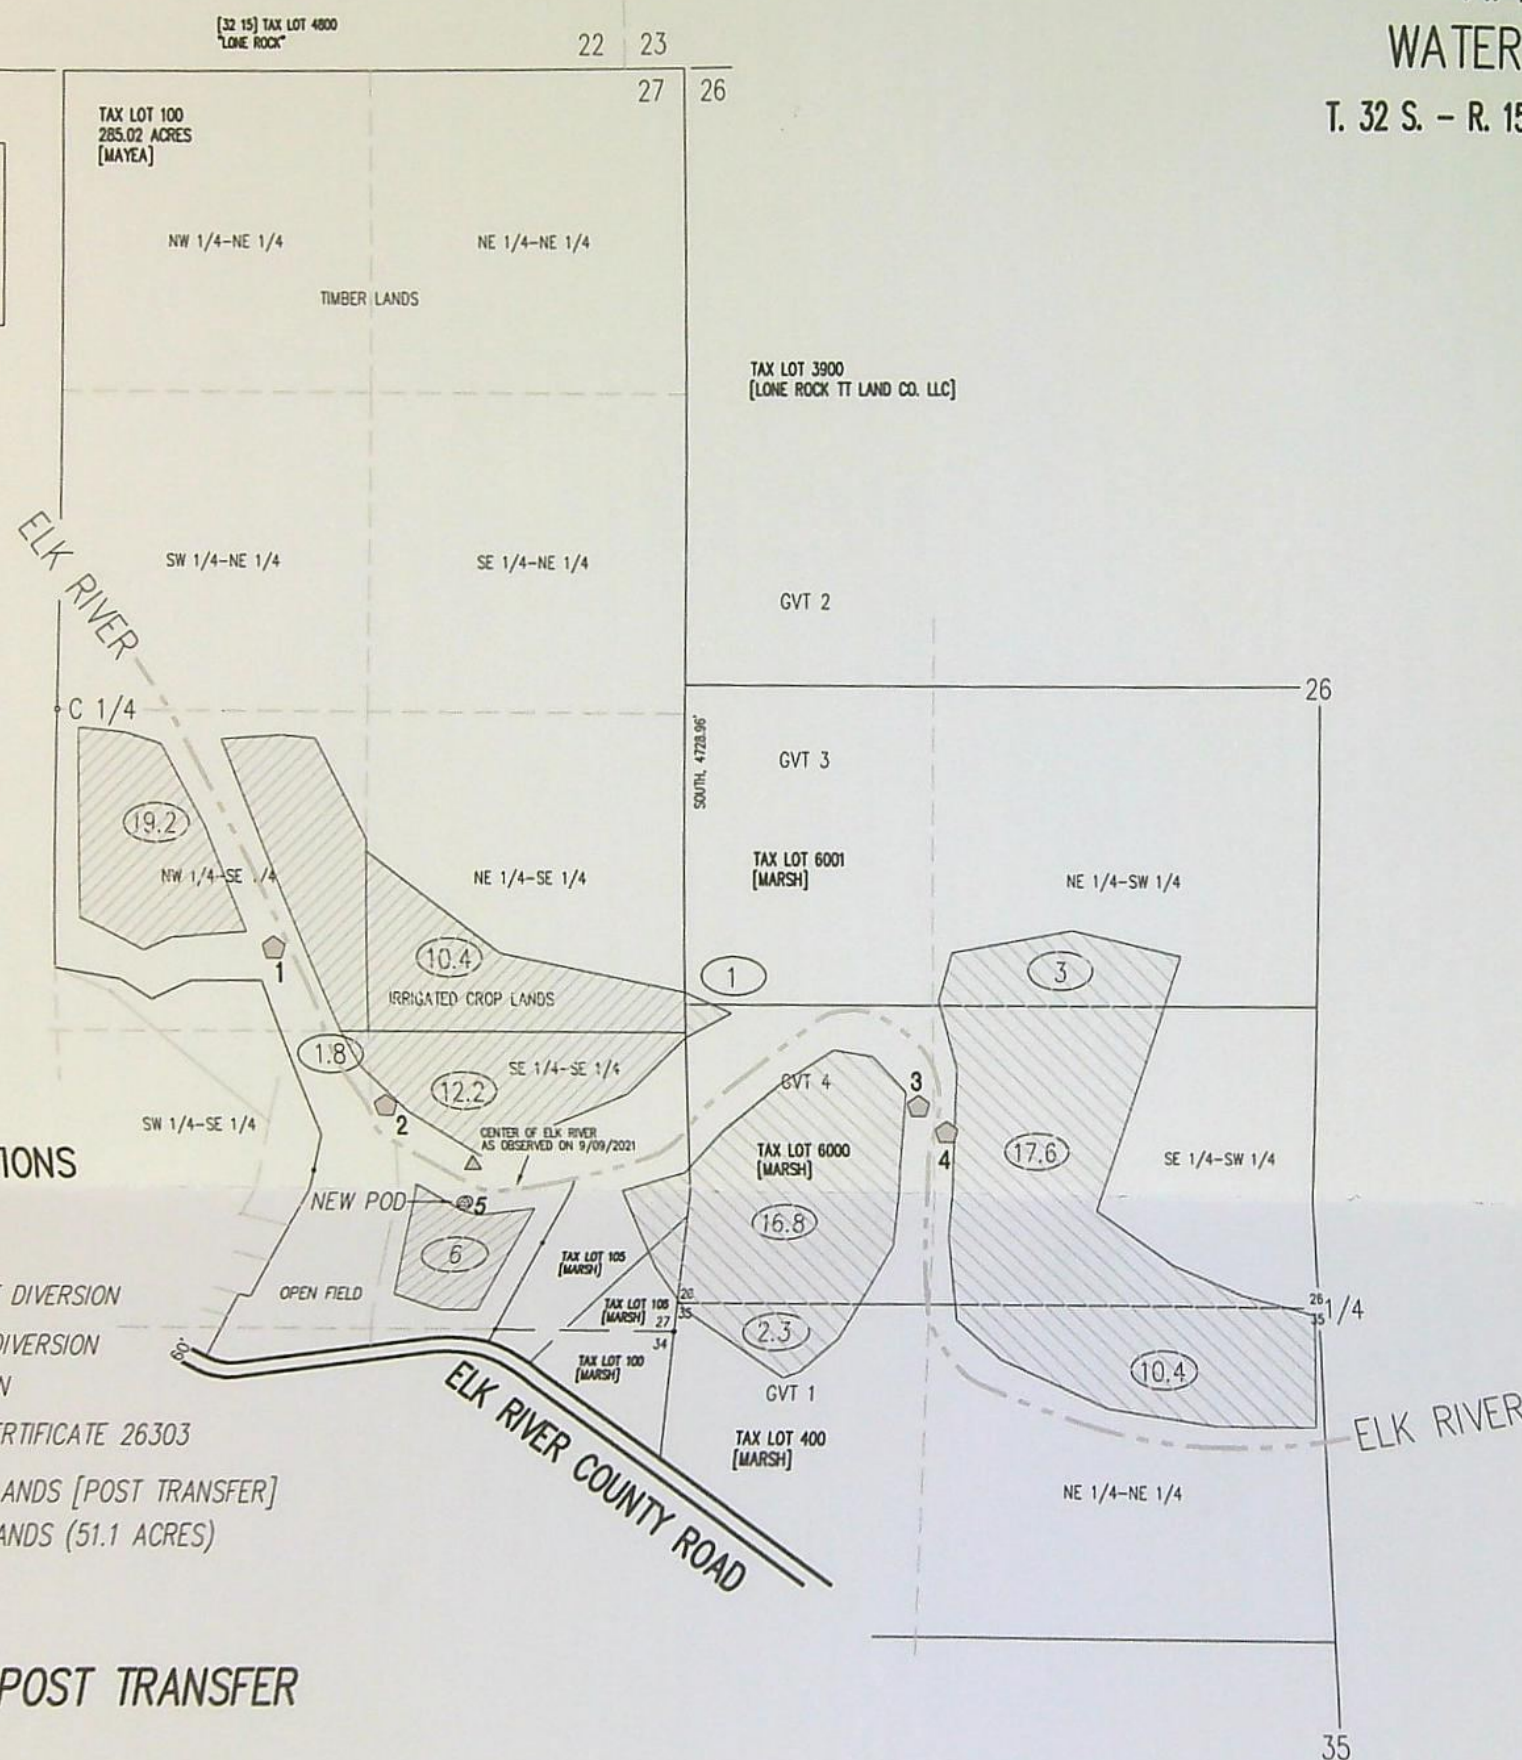 [32 15] TAX LOT 4800
"LONE ROCK"
22 23
27 26
WATER
T. 32 S. – R. 15
TAX LOT 100
285.02 ACRES
[MAYEA]
NW 1/4–NE 1/4
NE 1/4–NE 1/4
TIMBER LANDS
TAX LOT 3900
[LONE ROCK TT LAND CO. LLC]
ELK RIVER
SW 1/4–NE 1/4
SE 1/4–NE 1/4
GVT 2
26
C 1/4
SOUTH, 4728.96'
GVT 3
19.2
NW 1/4–SE 1/4
NE 1/4–SE 1/4
TAX LOT 6001
[MARSH]
NE 1/4–SW 1/4
1
10.4
1
3
IRRIGATED CROP LANDS
1.8
12.2
SE 1/4–SE 1/4
GVT 4
3
2
SW 1/4–SE 1/4
CENTER OF ELK RIVER
AS OBSERVED ON 9/09/2021
TAX LOT 6000
[MARSH]
4
17.6
SE 1/4–SW 1/4
IONS
NEW POD
5
16.8
6
TAX LOT 105
[MARSH]
DIVERSION
OPEN FIELD
TAX LOT 106
[MARSH]
27
34
26
35
26
35
1/4
2.3
DIVERSION
60'
TAX LOT 100
[MARSH]
10.4
N
GVT 1
ELK RIVER COUNTY ROAD
ELK RIVER
ERTIFICATE 26303
TAX LOT 400
[MARSH]
ANDS [POST TRANSFER]
NE 1/4–NE 1/4
ANDS (51.1 ACRES)
POST TRANSFER
35